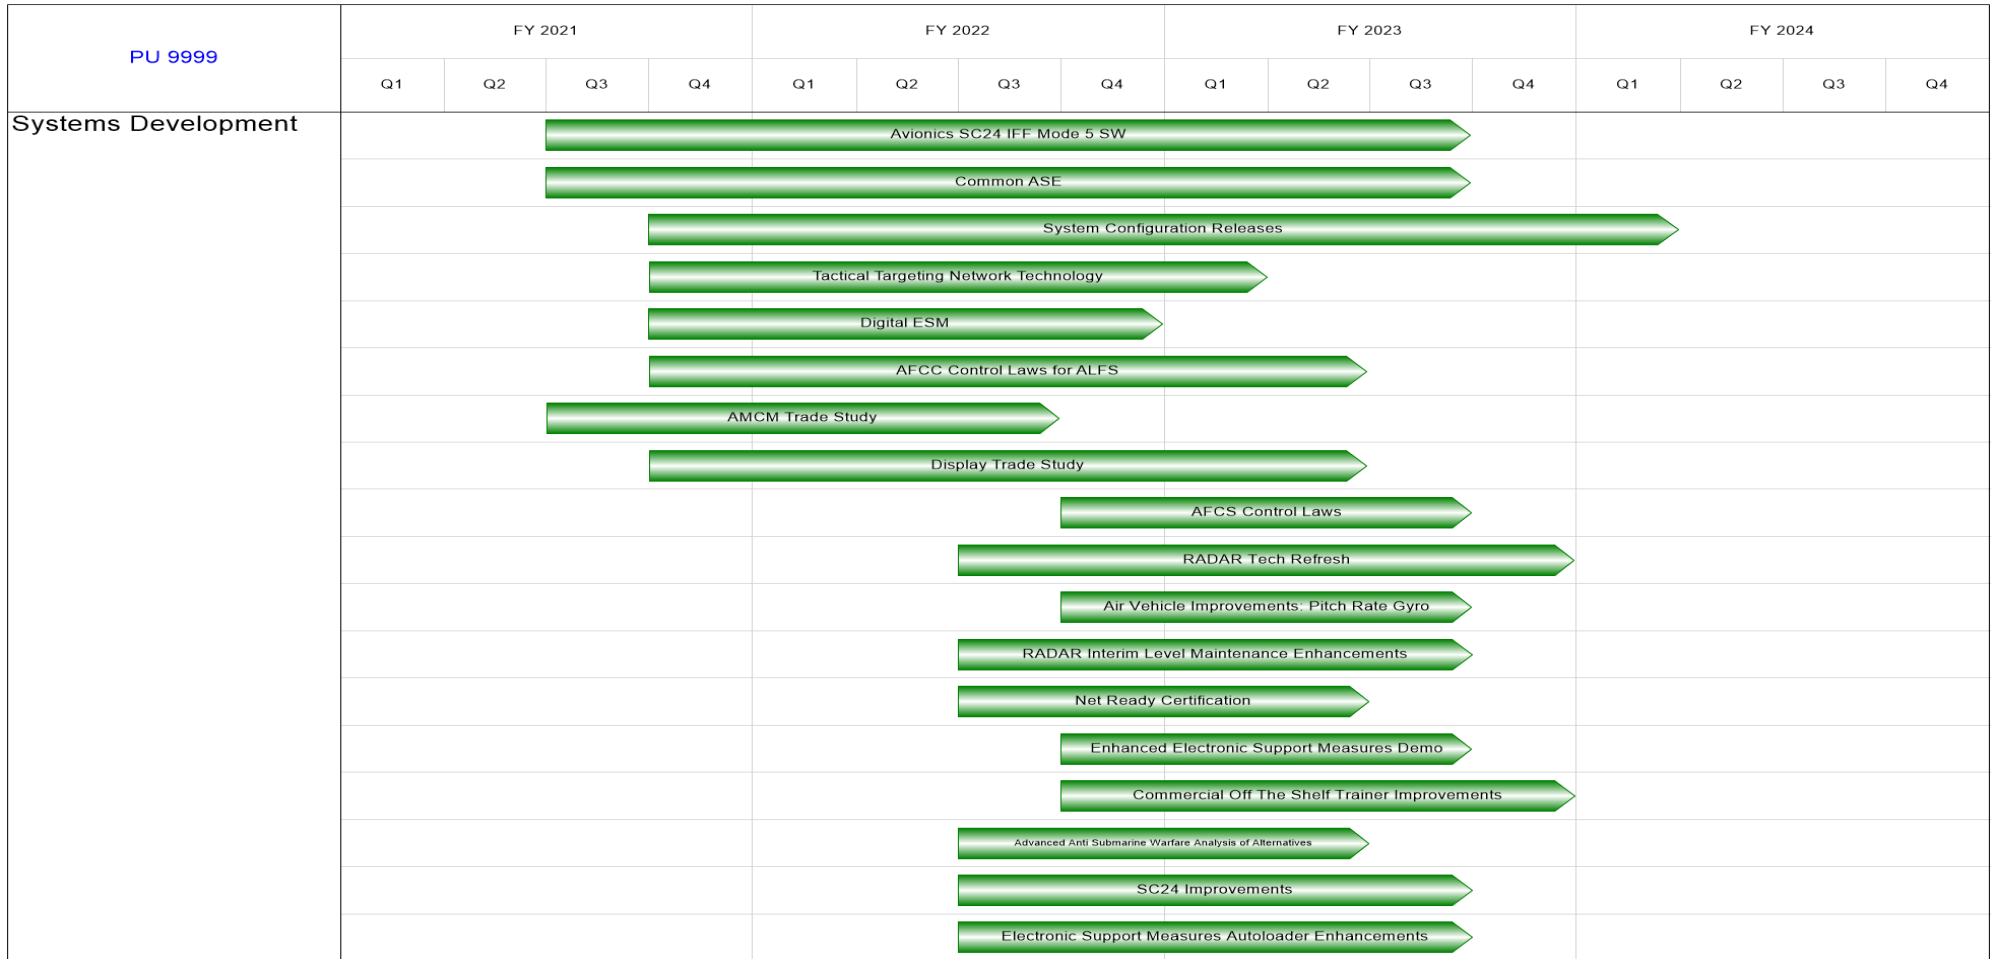 PU 9999
FY 2021 FY 2022 FY 2023 FY 2024
Q1 Q2 Q3 Q4 Q1 Q2 Q3 Q4 Q1 Q2 Q3 Q4 Q1 Q2 Q3 Q4
Systems Development
Avionics SC24 IFF Mode 5 SW
Common ASE
System Configuration Releases
Tactical Targeting Network Technology
Digital ESM
AFCC Control Laws for ALFS
AMCM Trade Study
Display Trade Study
AFCS Control Laws
RADAR Tech Refresh
Air Vehicle Improvements: Pitch Rate Gyro
RADAR Interim Level Maintenance Enhancements
Net Ready Certification
Enhanced Electronic Support Measures Demo
Commercial Off The Shelf Trainer Improvements
Advanced Anti Submarine Warfare Analysis of Alternatives
SC24 Improvements
Electronic Support Measures Autoloader Enhancements